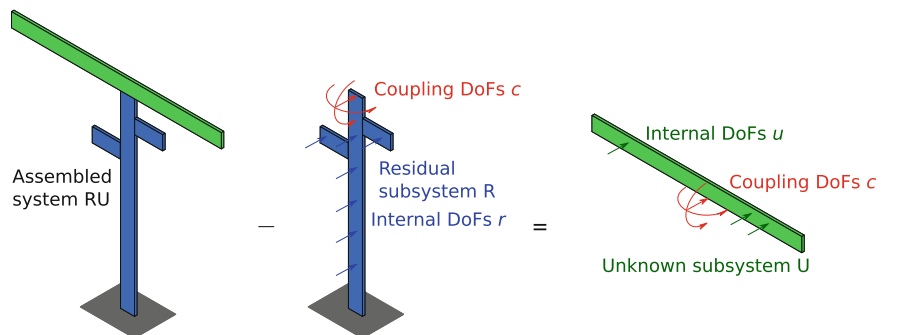 Coupling DoFs c
Internal DoFs u
Assembled
system RU
Residual
subsystem R
Internal DoFs r
Coupling DoFs c
Unknown subsystem U
− =